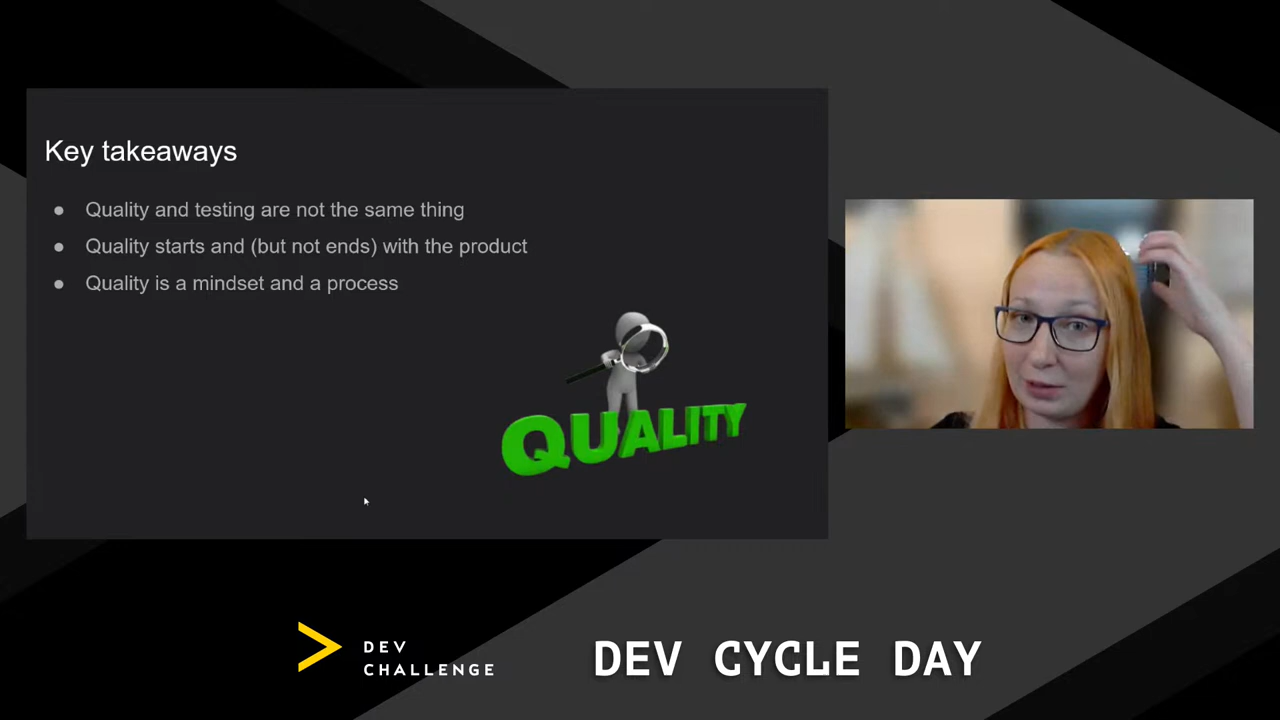 Key takeaways
● Quality and testing are not the same thing
● Quality starts and (but not ends) with the product
● Quality is a mindset and a process
QUALITY
DEV
CHALLENGE
DEV CYCLE DAY